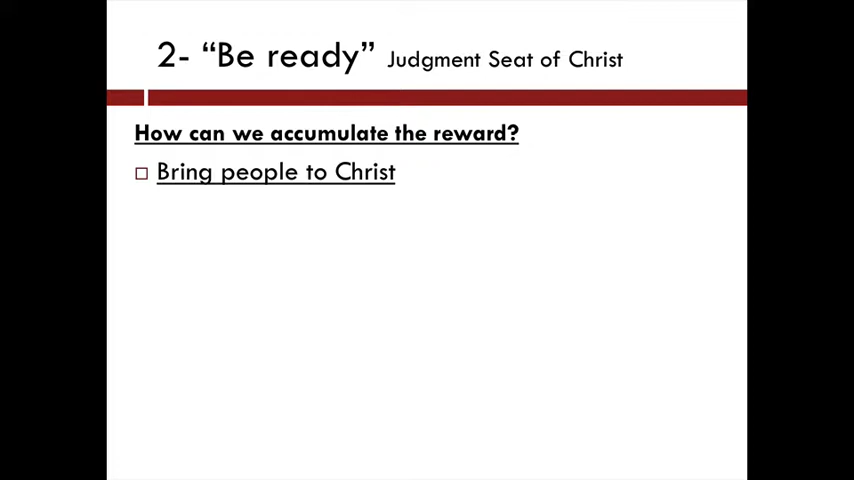 2- “Be ready” Judgment Seat of Christ
How can we accumulate the reward?
Bring people to Christ